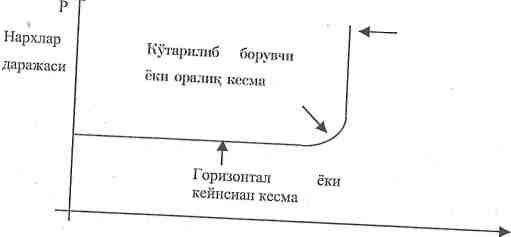 P
Нархлар
даражаси
Кўтарилиб борувчи
ёки оралиқ кесма
Горизонтал ёки
кейнсиан кесма